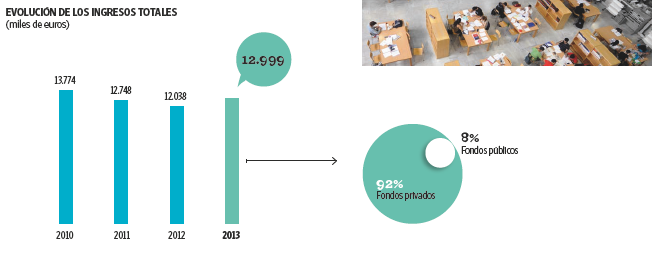 EVOLUCIÓN DE LOS INGRESOS TOTALES
(miles de euros)
12.999
13.774
12.748
12.038
2010
2011
2012
2013
8%
Fondos públicos
92%
Fondos privados